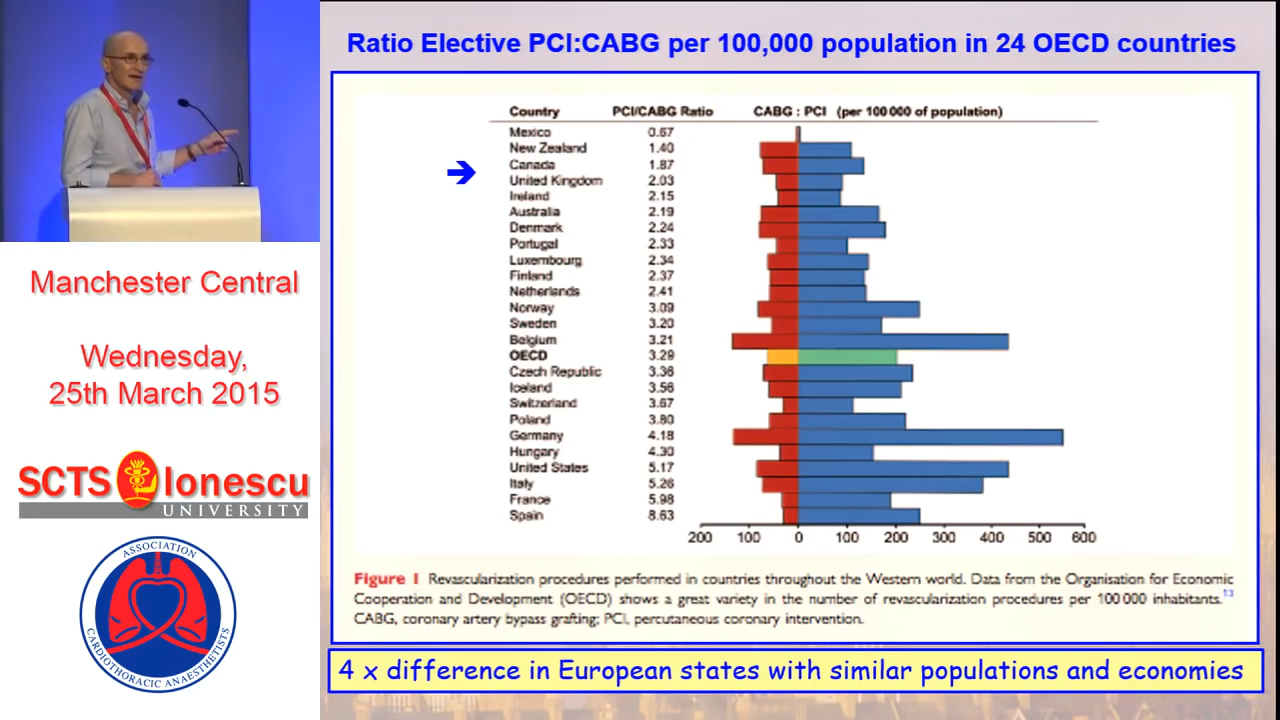 Ratio Elective PCI:CABG per 100,000 population in 24 OECD countries
Country PCI/CABG Ratio CABG : PCI (per 100 000 of population)
Mexico 0.67
New Zealand 1.40
Canada 1.87
United Kingdom 2.03
Ireland 2.15
Australia 2.19
Denmark 2.24
Portugal 2.33
Luxembourg 2.34
Finland 2.37
Netherlands 2.41
Norway 3.09
Sweden 3.20
Belgium 3.21
OECD 3.29
Czech Republic 3.36
Iceland 3.56
Switzerland 3.67
Poland 3.80
Germany 4.18
Hungary 4.30
United States 5.17
Italy 5.26
France 5.98
Spain 8.63
200 100 0 100 200 300 400 500 600
Figure 1 Revascularization procedures performed in countries throughout the Western world. Data from the Organisation for Economic
Cooperation and Development (OECD) shows a great variety in the number of revascularization procedures per 100 000 inhabitants.13
CABG, coronary artery bypass grafting; PCI, percutaneous coronary intervention.
4 x difference in European states with similar populations and economies
Manchester Central
Wednesday,
25th March 2015
SCTS Ionescu
UNIVERSITY
ASSOCIATION
CARDIOTHORACIC ANAESTHETISTS